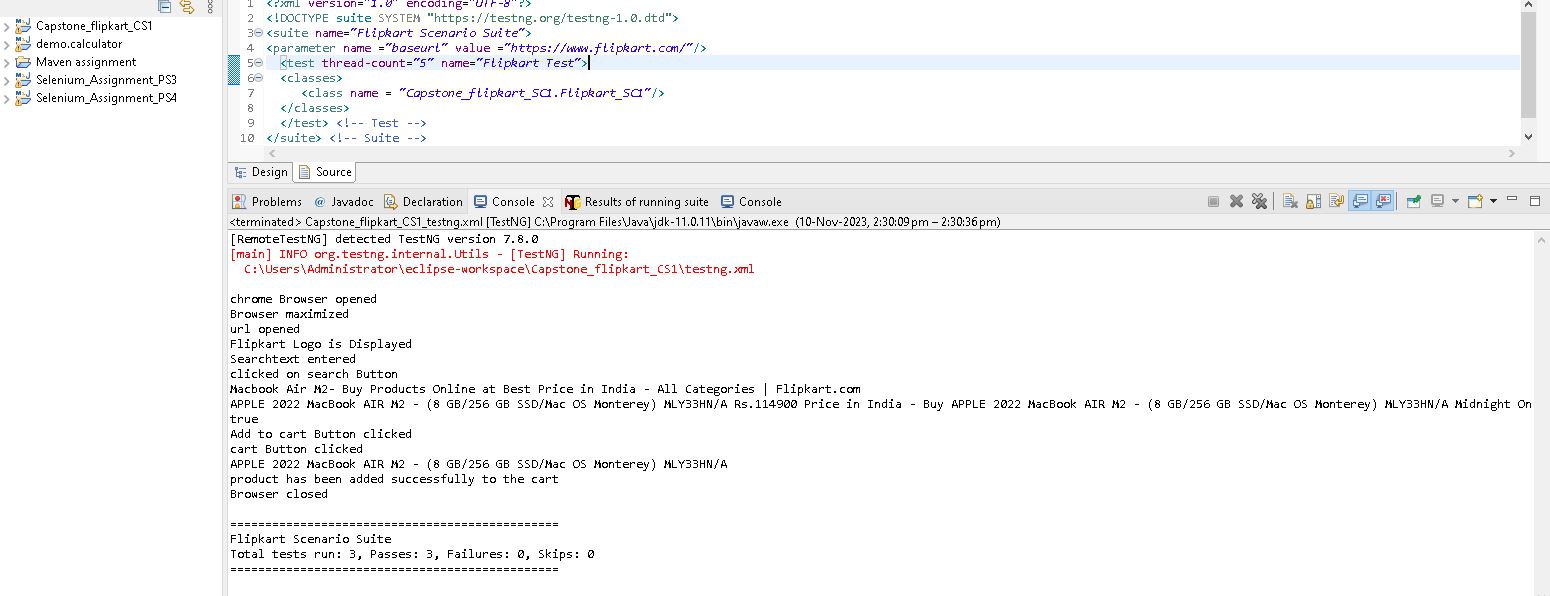 Capstone_flipkart_CS1
demo.calculator
Maven assignment
Selenium_Assignment_PS3
Selenium_Assignment_PS4
1 <?xml version="1.0" encoding="UTF-8"?>
2 <!DOCTYPE suite SYSTEM "https://testng.org/testng-1.0.dtd">
3 <suite name="Flipkart Scenario Suite">
4 <parameter name ="baseurl" value ="https://www.flipkart.com/"/>
5 <test thread-count="5" name="Flipkart Test">
6 <classes>
7 <class name = "Capstone_flipkart_SC1.Flipkart_SC1"/>
8 </classes>
9 </test> <!-- Test -->
10 </suite> <!-- Suite -->
Design Source
Problems @ Javadoc Declaration Console Results of running suite Console
<terminated> Capstone_flipkart_CS1_testng.xml [TestNG] C:\Program Files\Java\jdk-11.0.11\bin\javaw.exe (10-Nov-2023, 2:30:09 pm – 2:30:36 pm)
[RemoteTestNG] detected TestNG version 7.8.0
[main] INFO org.testng.internal.Utils - [TestNG] Running:
C:\Users\Administrator\eclipse-workspace\Capstone_flipkart_CS1\testng.xml
chrome Browser opened
Browser maximized
url opened
Flipkart Logo is Displayed
Searchtext entered
clicked on search Button
Macbook Air M2- Buy Products Online at Best Price in India - All Categories | Flipkart.com
APPLE 2022 MacBook AIR M2 - (8 GB/256 GB SSD/Mac OS Monterey) MLY33HN/A Rs.114900 Price in India - Buy APPLE 2022 MacBook AIR M2 - (8 GB/256 GB SSD/Mac OS Monterey) MLY33HN/A Midnight On
true
Add to cart Button clicked
cart Button clicked
APPLE 2022 MacBook AIR M2 - (8 GB/256 GB SSD/Mac OS Monterey) MLY33HN/A
product has been added successfully to the cart
Browser closed
===============================================
Flipkart Scenario Suite
Total tests run: 3, Passes: 3, Failures: 0, Skips: 0
===============================================